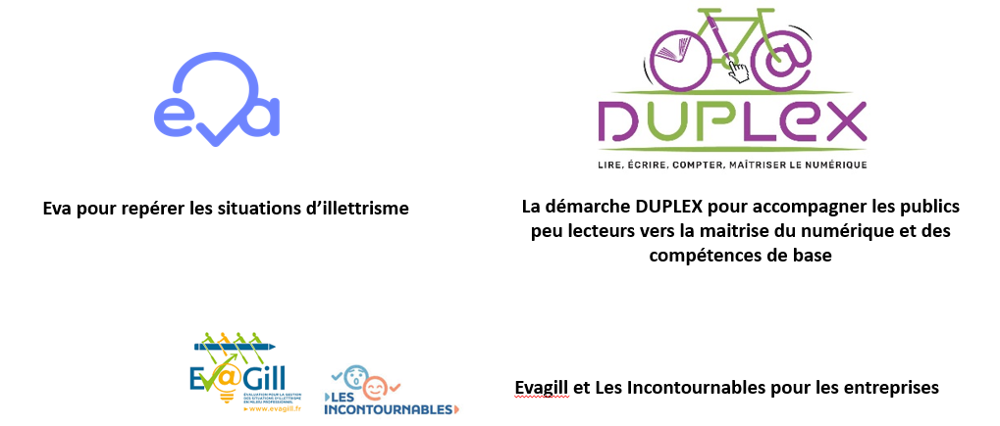 eva
DUPLEX
LIRE, ÉCRIRE, COMPTER, MAÎTRISER LE NUMÉRIQUE
Eva pour repérer les situations d’illettrisme
La démarche DUPLEX pour accompagner les publics
peu lecteurs vers la maitrise du numérique et des
compétences de base
Ev@Gill
ÉVALUATION POUR LA GESTION
DES SITUATIONS D'ILLETTRISME
EN MILIEU PROFESSIONNEL
www.evagill.fr
LES
INCONTOURNABLES
Evagill et Les Incontournables pour les entreprises